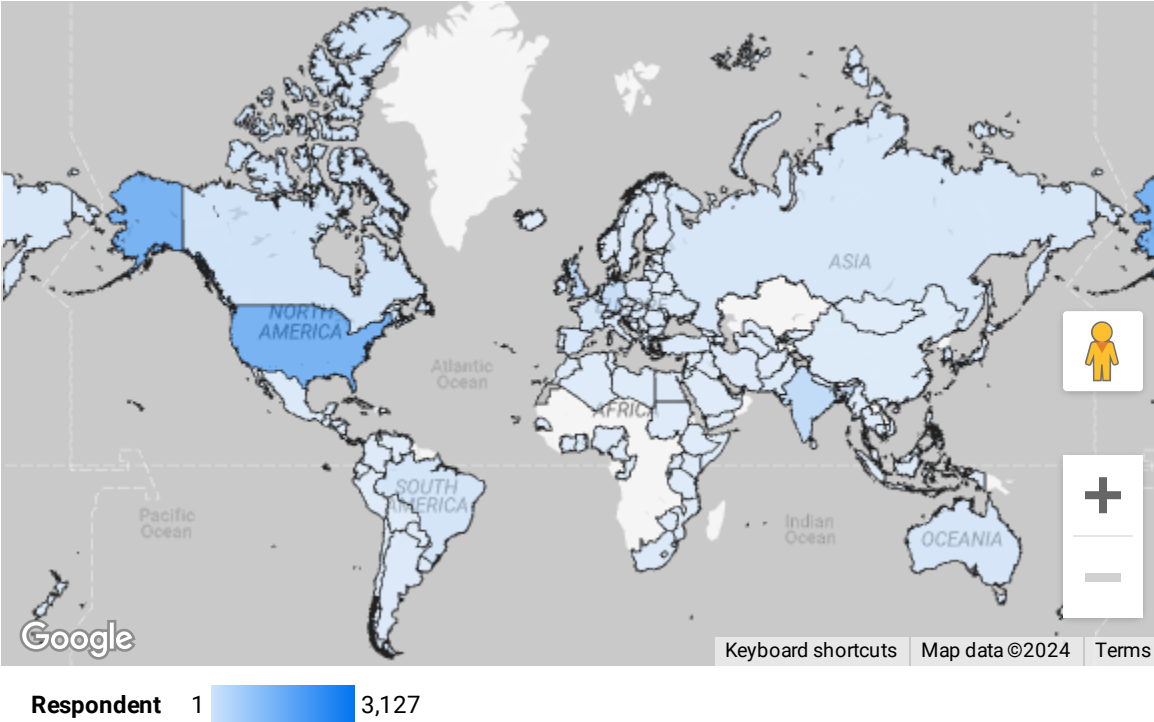 ASIA
NORTH
AMERICA
EUROPE
Atlantic
Ocean
AFRICA
SOUTH
AMERICA
Pacific
Ocean
Indian
Ocean
OCEANIA
Google
Keyboard shortcuts
Map data ©2024
Terms
Respondent 1 3,127